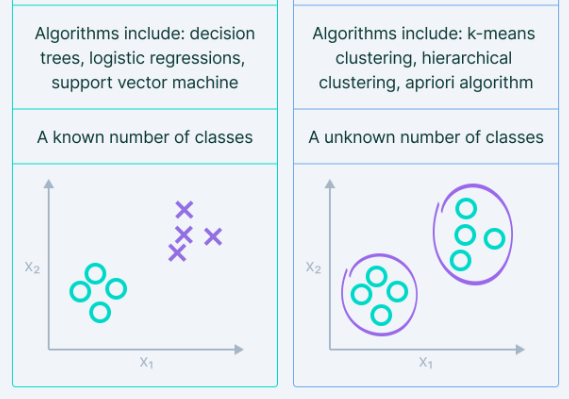 Algorithms include: decision
trees, logistic regressions,
support vector machine
A known number of classes
X₂
X₁
Algorithms include: k-means
clustering, hierarchical
clustering, apriori algorithm
A unknown number of classes
X₂
X₁